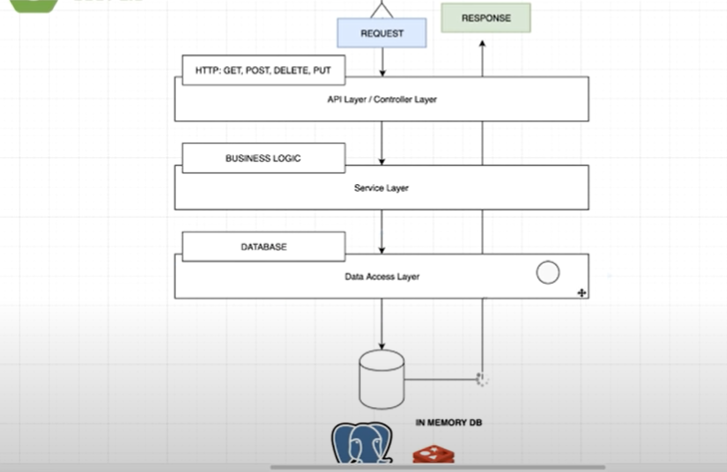 REQUEST
RESPONSE
HTTP: GET, POST, DELETE, PUT
API Layer / Controller Layer
BUSINESS LOGIC
Service Layer
DATABASE
Data Access Layer
IN MEMORY DB